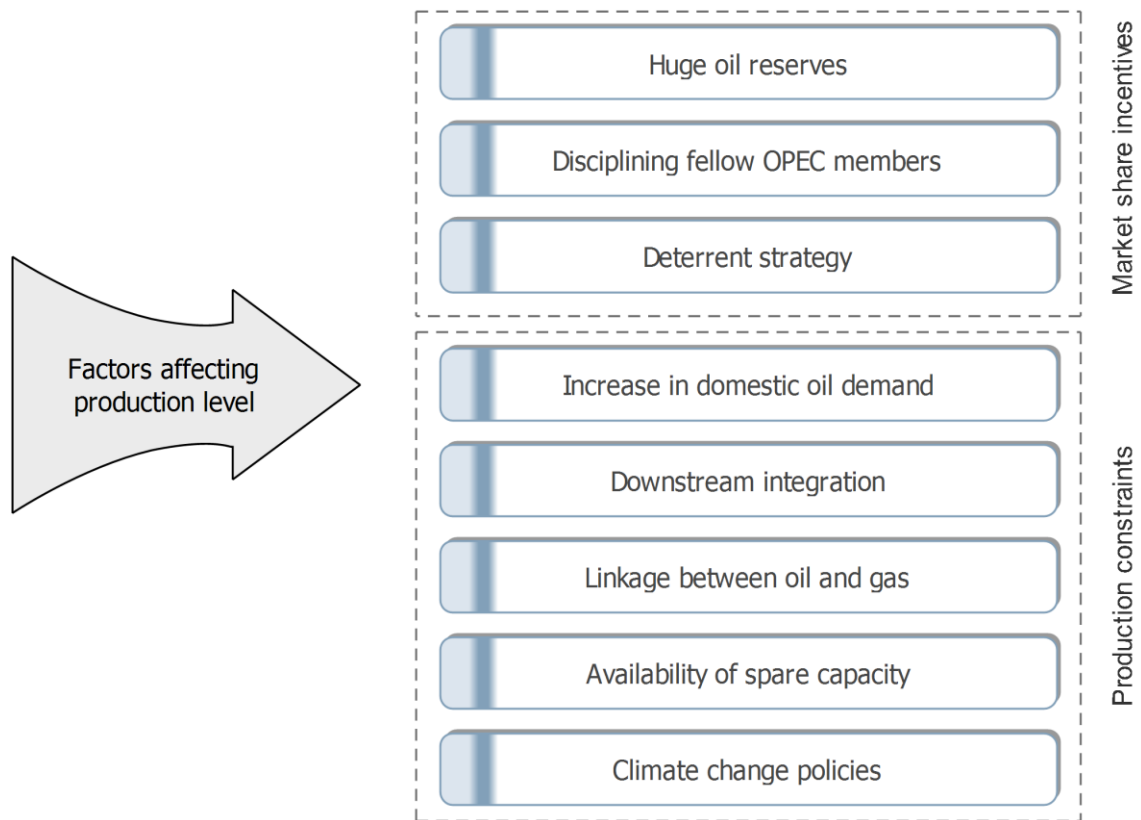 Factors affecting
production level
Huge oil reserves
Disciplining fellow OPEC members
Deterrent strategy
Market share incentives
Increase in domestic oil demand
Downstream integration
Linkage between oil and gas
Availability of spare capacity
Climate change policies
Production constraints